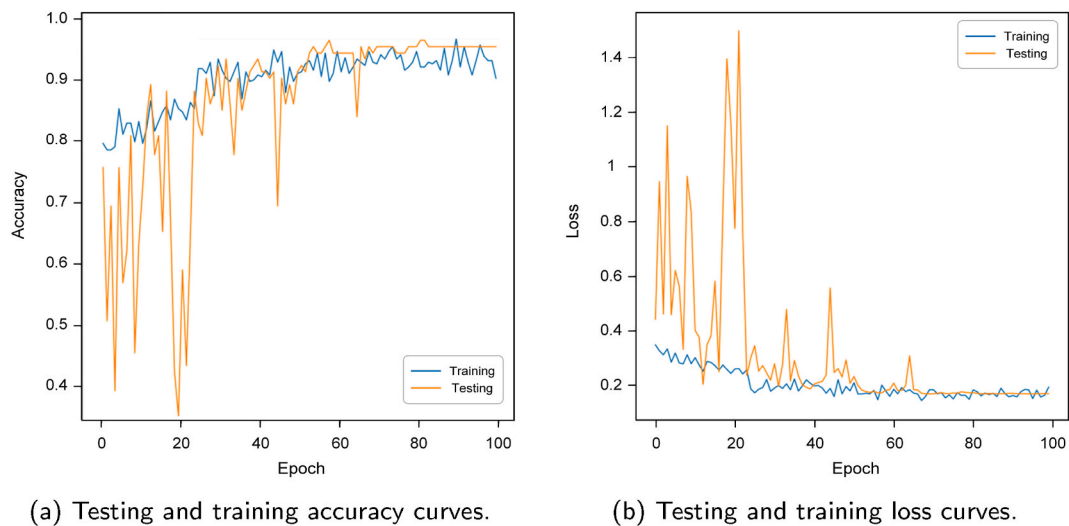 1.0
0.9
0.8
0.7
0.6
0.5
0.4
Accuracy
Training
Testing
0 20 40 60 80 100
Epoch
(a) Testing and training accuracy curves.
1.4
1.2
1
0.8
0.6
0.4
0.2
Loss
Training
Testing
0 20 40 60 80 100
Epoch
(b) Testing and training loss curves.